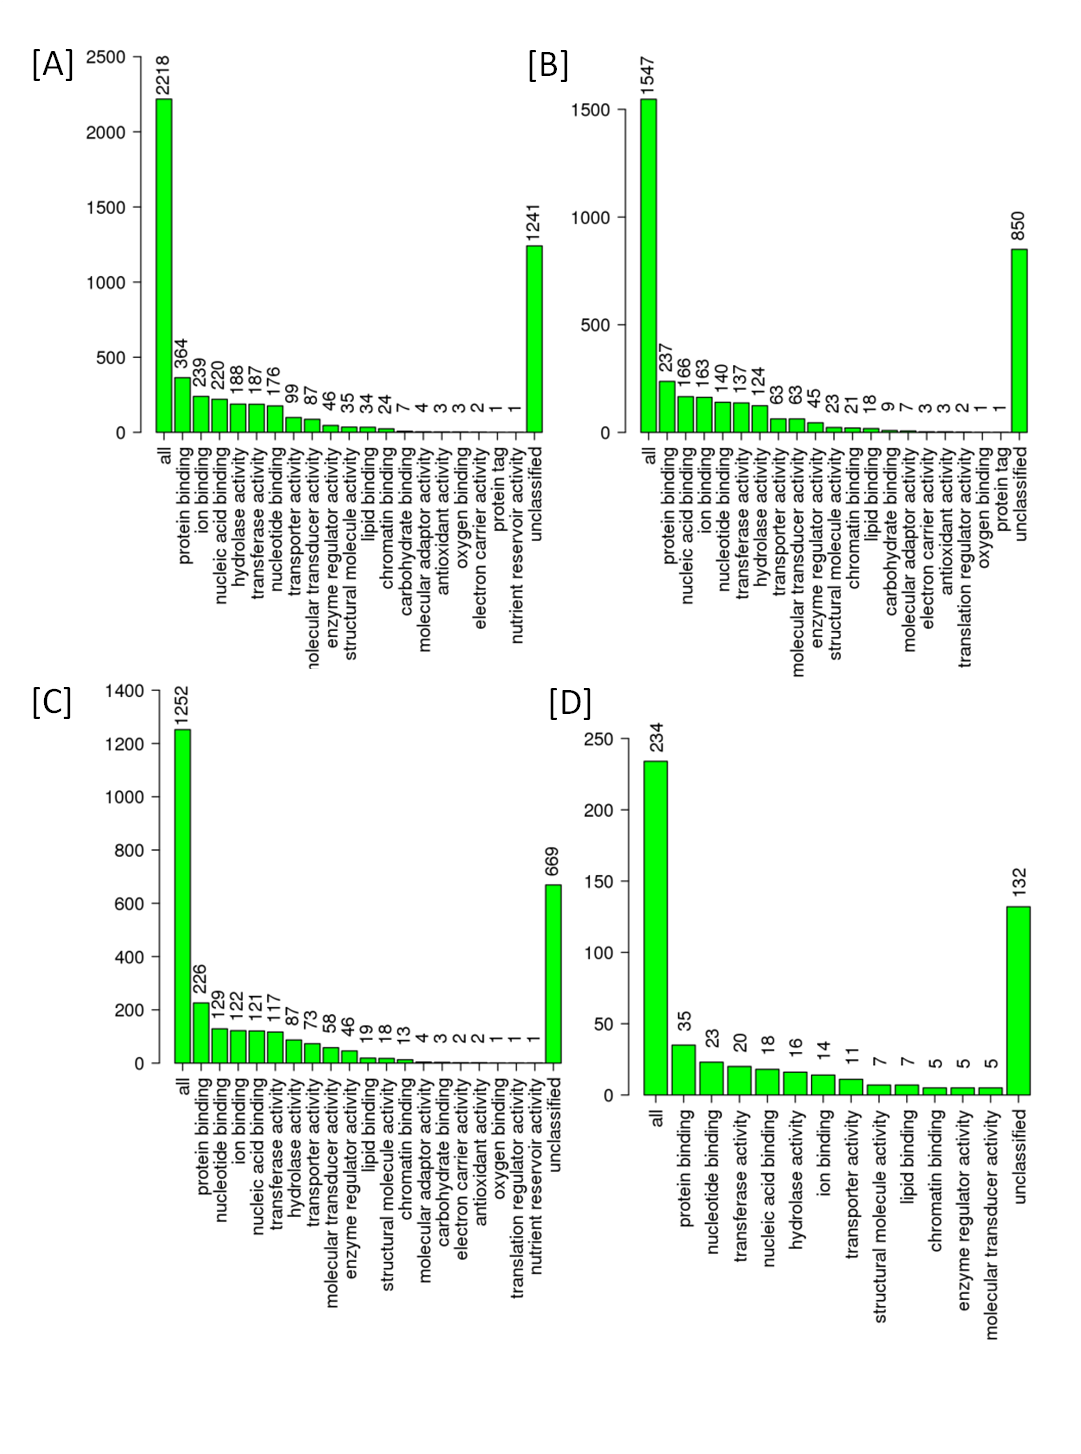 [A]
2500
2000
1500
1000
500
0
2218
364
239
220
188
187
176
99
87
46
35
34
24
7
4
3
3
2
1
1
1241
all
protein binding
ion binding
nucleic acid binding
hydrolase activity
transferase activity
nucleotide binding
transporter activity
nolecular transducer activity
enzyme regulator activity
structural molecule activity
lipid binding
chromatin binding
carbohydrate binding
molecular adaptor activity
antioxidant activity
oxygen binding
electron carrier activity
protein tag
nutrient reservoir activity
unclassified
[B]
1500
1000
500
0
1547
237
166
163
140
137
124
63
63
45
23
21
18
9
7
3
3
2
1
1
850
all
protein binding
nucleic acid binding
ion binding
nucleotide binding
transferase activity
hydrolase activity
transporter activity
molecular transducer activity
enzyme regulator activity
structural molecule activity
chromatin binding
lipid binding
carbohydrate binding
molecular adaptor activity
electron carrier activity
antioxidant activity
translation regulator activity
oxygen binding
protein tag
unclassified
[C]
1400
1200
1000
800
600
400
200
0
1252
226
129
122
121
117
87
73
58
46
19
18
13
4
3
2
2
1
1
1
669
all
protein binding
nucleotide binding
ion binding
nucleic acid binding
transferase activity
hydrolase activity
transporter activity
molecular transducer activity
enzyme regulator activity
lipid binding
structural molecule activity
chromatin binding
molecular adaptor activity
carbohydrate binding
electron carrier activity
antioxidant activity
oxygen binding
translation regulator activity
nutrient reservoir activity
unclassified
[D]
250
200
150
100
50
0
234
35
23
20
18
16
14
11
7
7
5
5
5
132
all
protein binding
nucleotide binding
transferase activity
nucleic acid binding
hydrolase activity
ion binding
transporter activity
structural molecule activity
lipid binding
chromatin binding
enzyme regulator activity
molecular transducer activity
unclassified